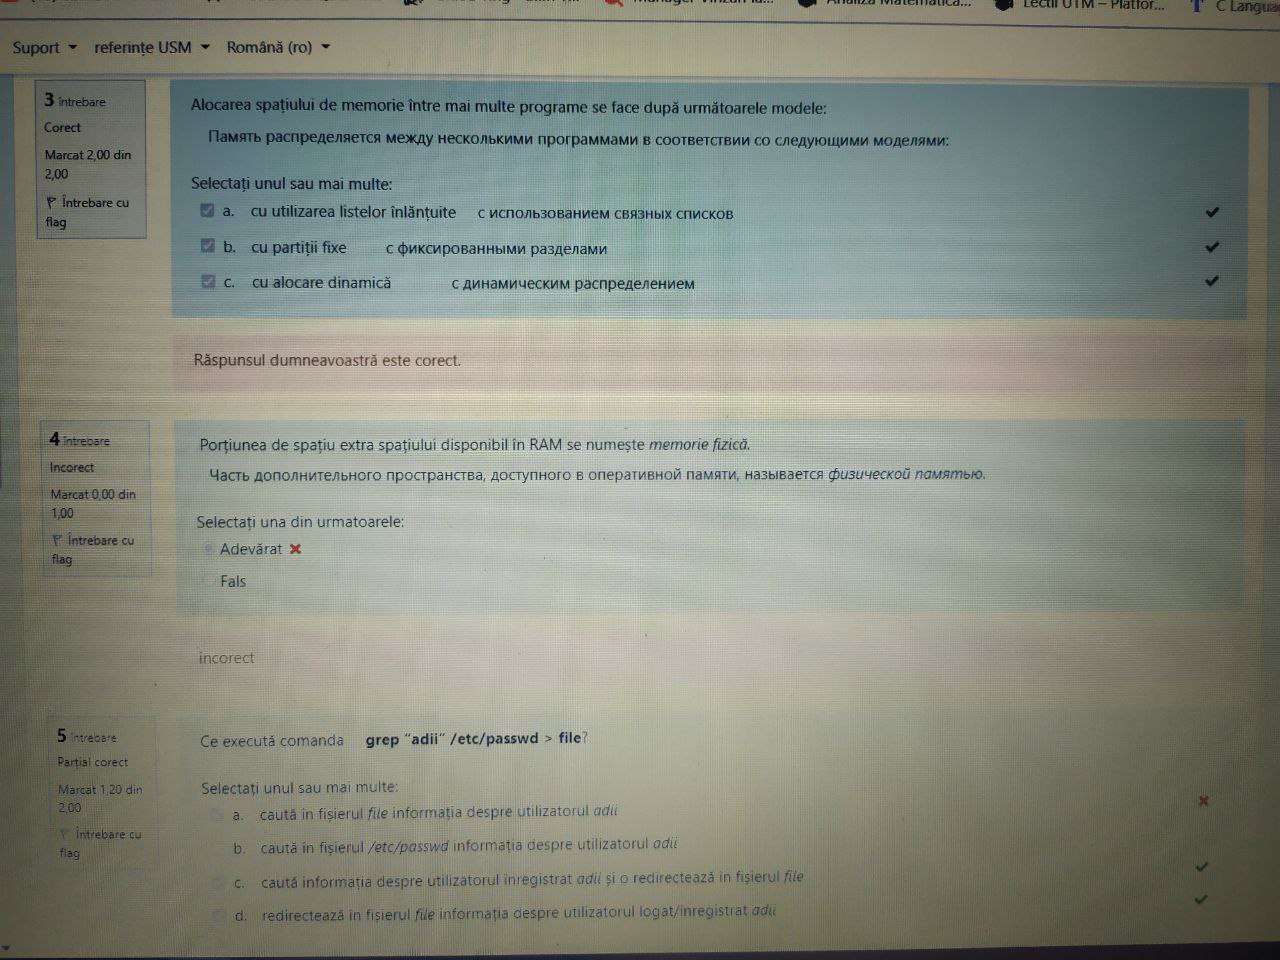 Lecții UTM – Platfor...
C Langua
Suport referințe USM Română (ro)
3 întrebare
Corect
Marcat 2,00 din
2,00
Întrebare cu
flag
Alocarea spațiului de memorie între mai multe programe se face după următoarele modele:
Память распределяется между несколькими программами в соответствии со следующими моделями:
Selectați unul sau mai multe:
a. cu utilizarea listelor înlănțuite с использованием связных списков
b. cu partiții fixe с фиксированными разделами
c. cu alocare dinamică с динамическим распределением
Răspunsul dumneavoastră este corect.
4 întrebare
Incorect
Marcat 0,00 din
1,00
Întrebare cu
flag
Porțiunea de spațiu extra spațiului disponibil în RAM se numește memorie fizică.
Часть дополнительного пространства, доступного в оперативной памяти, называется физической памятью.
Selectați una din urmatoarele:
Adevărat
Fals
incorect
5 întrebare
Parțial corect
Marcat 1,20 din
2,00
Întrebare cu
flag
Ce execută comanda grep "adii" /etc/passwd > file?
Selectați unul sau mai multe:
a. caută în fișierul file informația despre utilizatorul adii
b. caută în fișierul /etc/passwd informația despre utilizatorul adii
c. caută informația despre utilizatorul înregistrat adii și o redirectează in fișierul file
d. redirectează in fișierul file informația despre utilizatorul logat/inregistrat adii